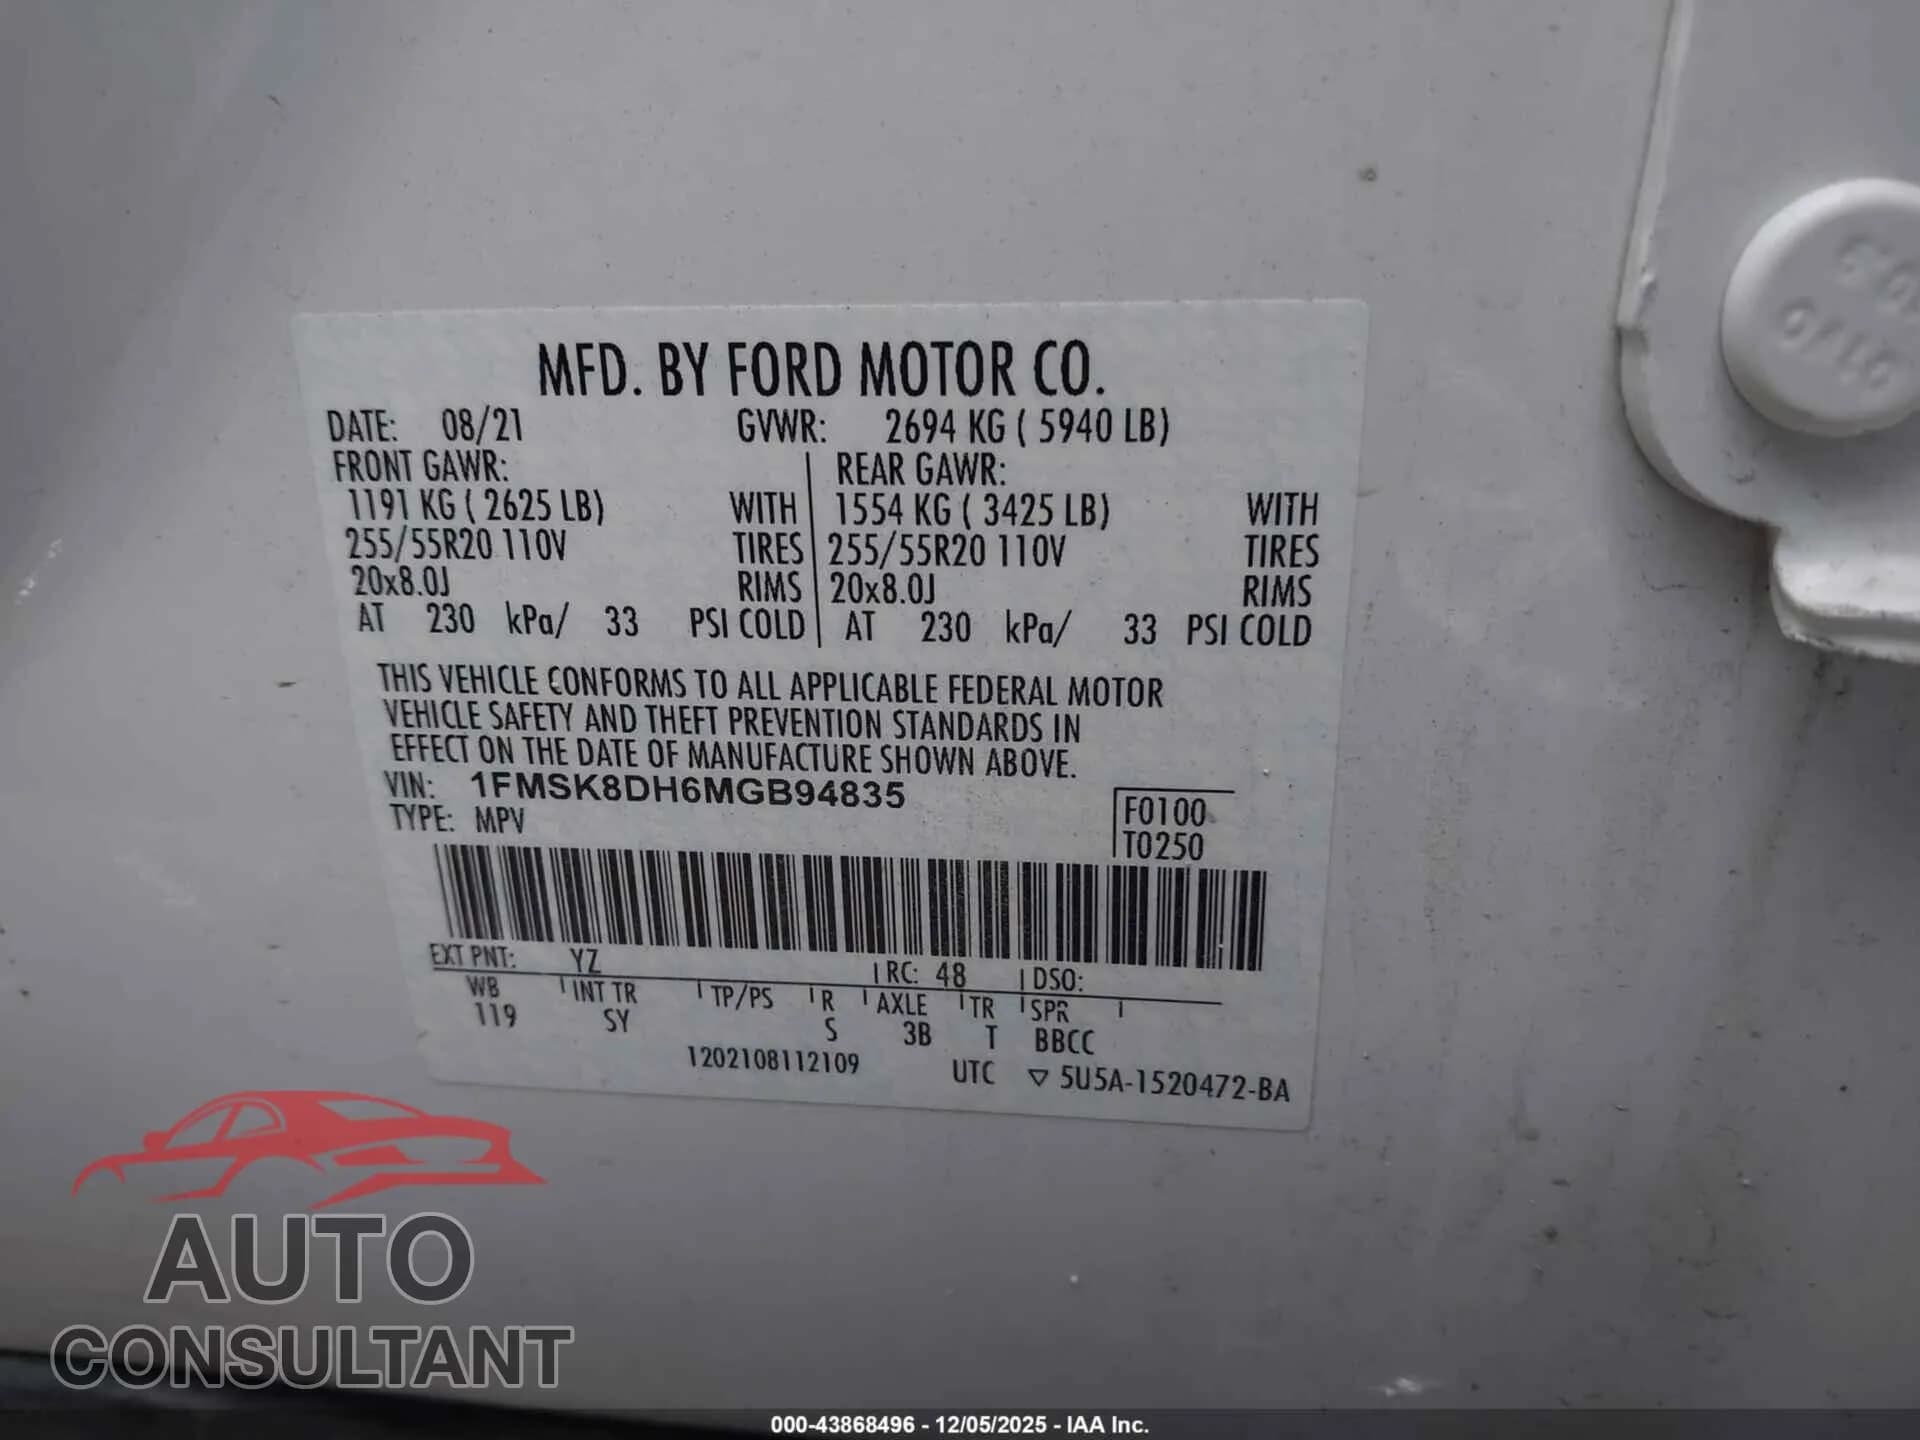 MFD. BY FORD MOTOR CO.
DATE: 08/21 GVWR: 2694 KG ( 5940 LB)
FRONT GAWR: REAR GAWR:
1191 KG ( 2625 LB) WITH 1554 KG ( 3425 LB) WITH
255/55R20 110V TIRES 255/55R20 110V TIRES
20x8.0J RIMS 20x8.0J RIMS
AT 230 kPa/ 33 PSI COLD AT 230 kPa/ 33 PSI COLD
THIS VEHICLE CONFORMS TO ALL APPLICABLE FEDERAL MOTOR
VEHICLE SAFETY AND THEFT PREVENTION STANDARDS IN
EFFECT ON THE DATE OF MANUFACTURE SHOWN ABOVE.
VIN: 1FMSK8DH6MGB94835
TYPE: MPV
F0100
T0250
EXT PNT: YZ RC: 48 DSO:
WB INT TR TP/PS R AXLE TR SPR
119 SY S 3B T BBCC
1202108112109 UTC ▽ 5U5A-1520472-BA
AUTO
CONSULTANT
000-43868496 - 12/05/2025 - IAA Inc.